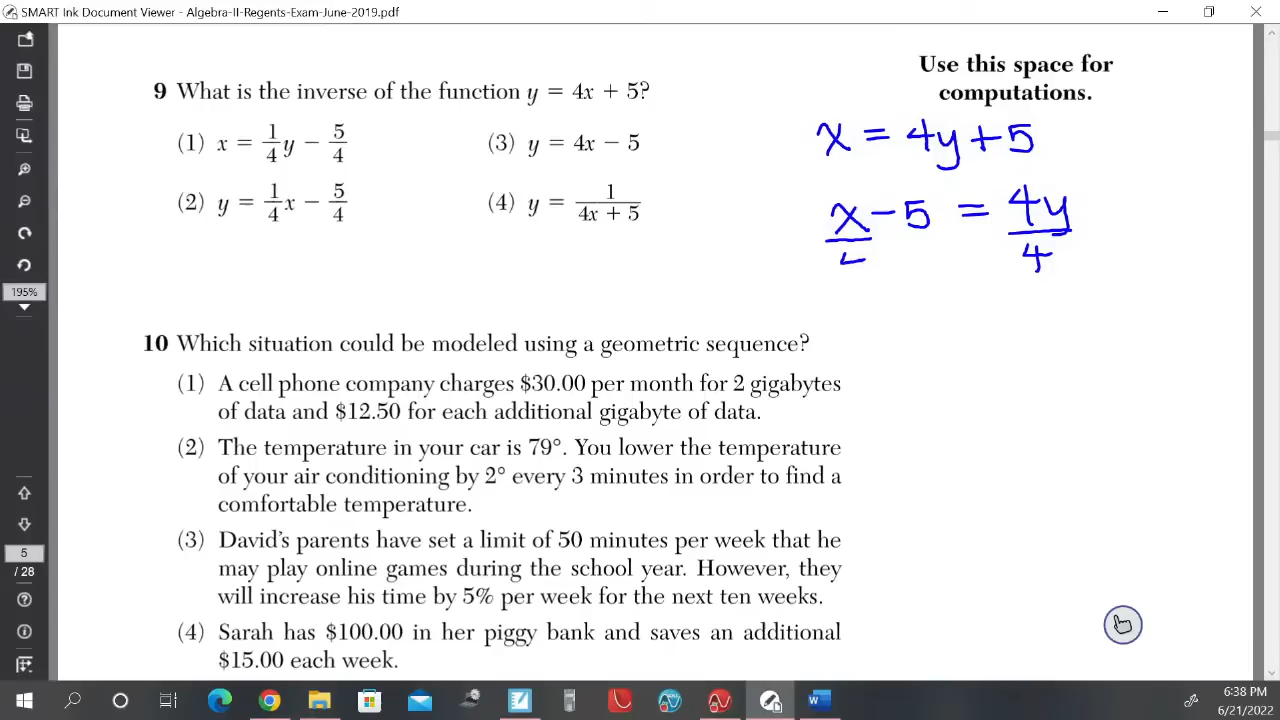 SMART Ink Document Viewer - Algebra-II-Regents-Exam-June-2019.pdf
Use this space for
computations.
9 What is the inverse of the function y = 4x + 5?
(1) x = 1/4 y − 5/4
(3) y = 4x − 5
(2) y = 1/4 x − 5/4
(4) y = 1/(4x + 5)
x = 4y + 5
x − 5 = 4y
4
195%
10 Which situation could be modeled using a geometric sequence?
(1) A cell phone company charges $30.00 per month for 2 gigabytes
of data and $12.50 for each additional gigabyte of data.
(2) The temperature in your car is 79°. You lower the temperature
of your air conditioning by 2° every 3 minutes in order to find a
comfortable temperature.
(3) David's parents have set a limit of 50 minutes per week that he
may play online games during the school year. However, they
will increase his time by 5% per week for the next ten weeks.
(4) Sarah has $100.00 in her piggy bank and saves an additional
$15.00 each week.
5
/ 28
6:38 PM
6/21/2022